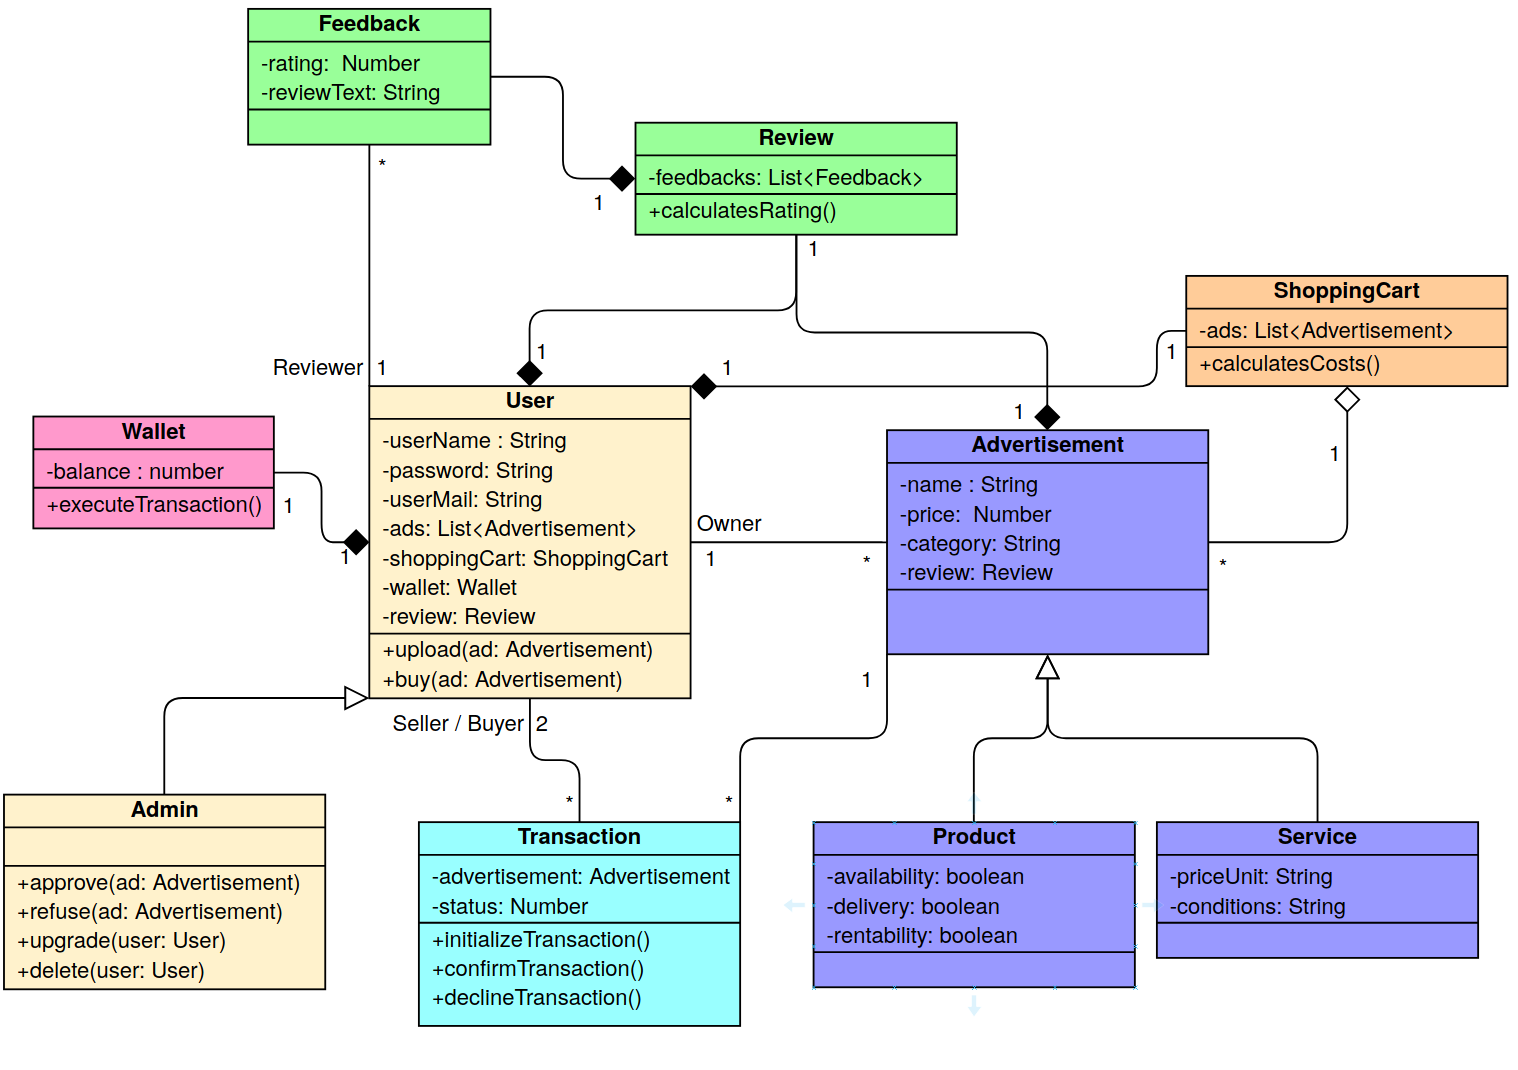 Feedback
-rating:  Number
-reviewText: String
*
1
Review
-feedbacks: List<Feedback>
+calculatesRating()
1
ShoppingCart
-ads: List<Advertisement>
+calculatesCosts()
1
1
1
1
1
Reviewer 1
User
-userName : String
-password: String
-userMail: String
-ads: List<Advertisement>
-shoppingCart: ShoppingCart
-wallet: Wallet
-review: Review
+upload(ad: Advertisement)
+buy(ad: Advertisement)
Wallet
-balance : number
+executeTransaction()
1
1
Owner
1
*
Advertisement
-name : String
-price:  Number
-category: String
-review: Review
*
1
Seller / Buyer 2
*
*
Admin
+approve(ad: Advertisement)
+refuse(ad: Advertisement)
+upgrade(user: User)
+delete(user: User)
Transaction
-advertisement: Advertisement
-status: Number
+initializeTransaction()
+confirmTransaction()
+declineTransaction()
Product
-availability: boolean
-delivery: boolean
-rentability: boolean
Service
-priceUnit: String
-conditions: String